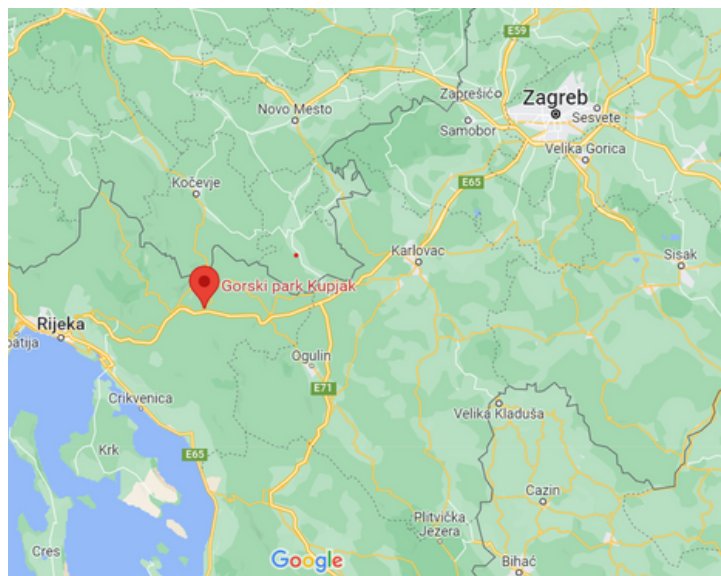 E59
Zaprešić
Zagreb
Sesvete
Novo Mesto
Samobor
Velika Gorica
E65
Kočevje
Karlovac
Sisak
Gorski park Kupjak
Rijeka
patija
Ogulin
E71
Crikvenica
Velika Kladuša
Krk
E65
Cazin
Plitvička
Jezera
Cres
Google
Bihać